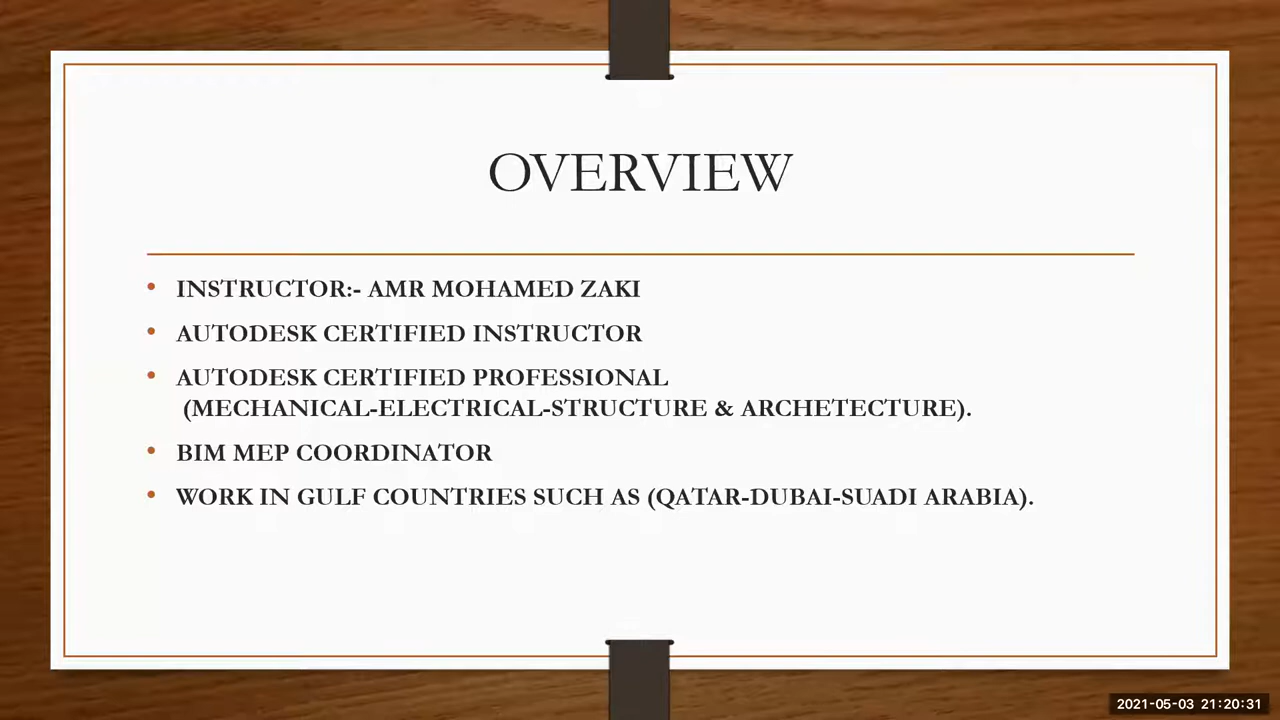 OVERVIEW
• INSTRUCTOR:- AMR MOHAMED ZAKI
• AUTODESK CERTIFIED INSTRUCTOR
• AUTODESK CERTIFIED PROFESSIONAL
(MECHANICAL-ELECTRICAL-STRUCTURE & ARCHETECTURE).
• BIM MEP COORDINATOR
• WORK IN GULF COUNTRIES SUCH AS (QATAR-DUBAI-SUADI ARABIA).
2021-05-03 21:20:31